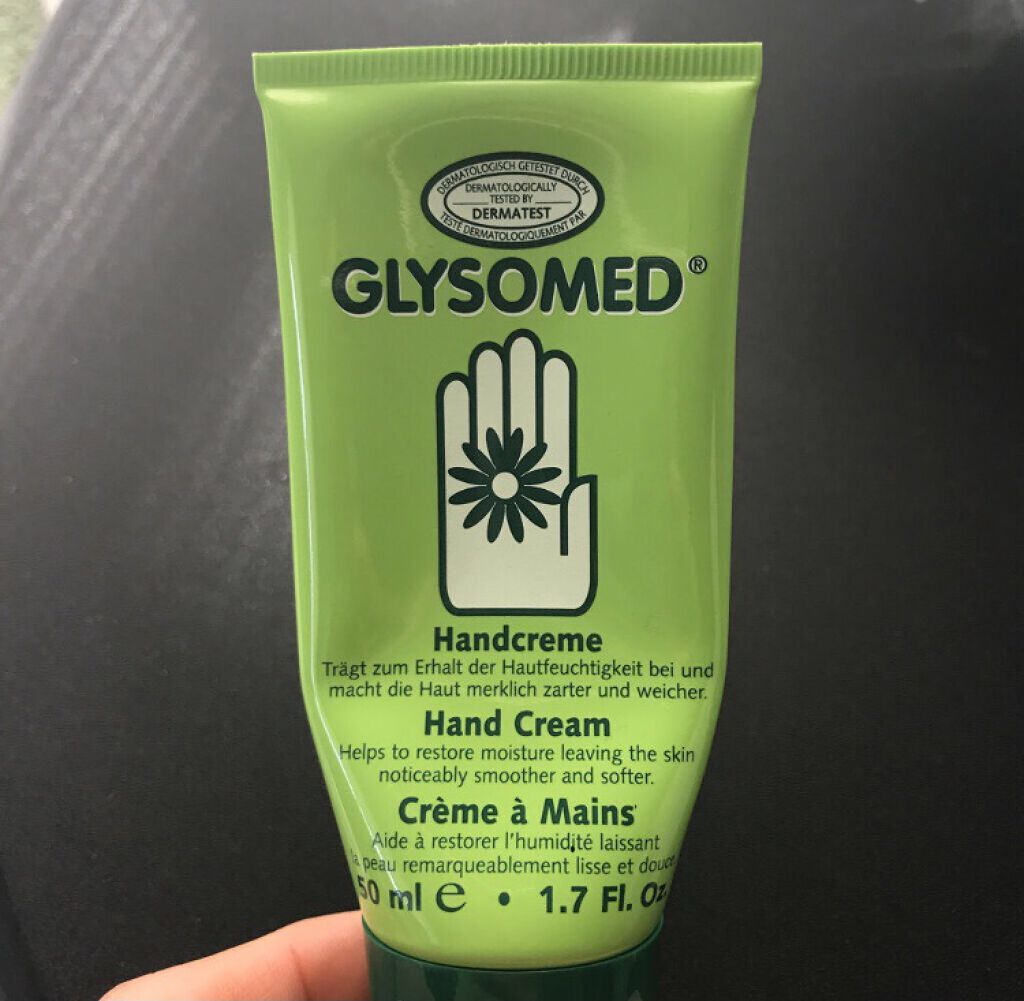 DERMATOLOGISCH GETESTET DURCH
DERMATOLOGICALLY
TESTED BY
DERMATEST
TESTÉ DERMATOLOGIQUEMENT PAR
GLYSOMED®
Handcreme
Trägt zum Erhalt der Hautfeuchtigkeit bei und
macht die Haut merklich zarter und weicher.
Hand Cream
Helps to restore moisture leaving the skin
noticeably smoother and softer.
Crème à Mains
Aide à restorer l'humidité laissant
la peau remarqueablement lisse et douce.
50 ml e • 1.7 Fl. Oz.